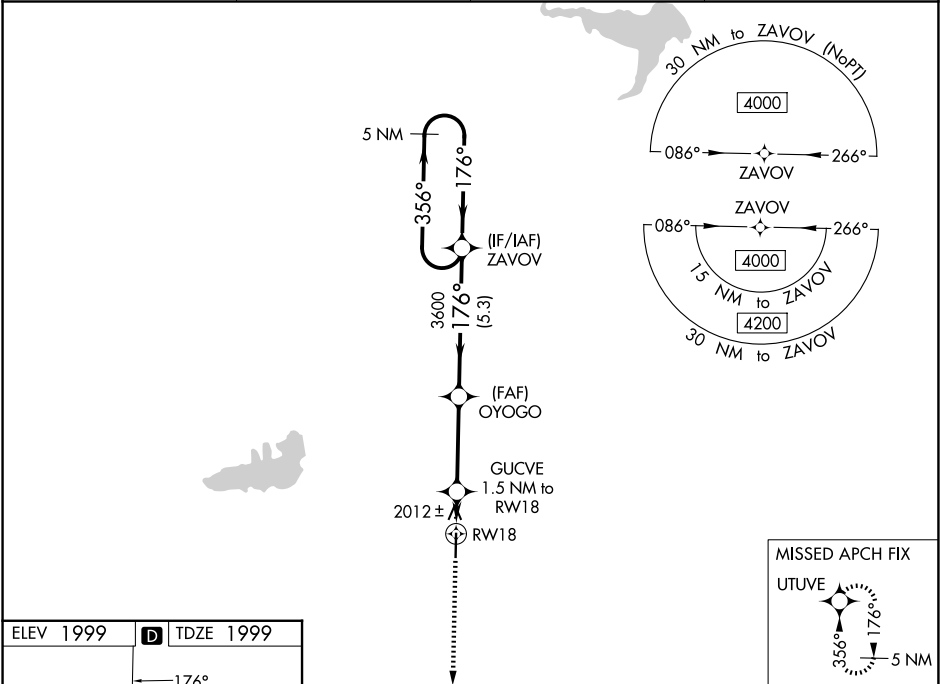 30 NM to ZAVOV (NoPT)
4000
086°
266°
ZAVOV
ZAVOV
086°
266°
4000
15 NM to ZAVOV
4200
30 NM to ZAVOV
5 NM
356°
176°
(IF/IAF)
ZAVOV
3600
176°
(5.3)
(FAF)
OYOGO
GUCVE
1.5 NM to
RW18
2012 ±
RW18
MISSED APCH FIX
UTUVE
356°
176°
5 NM
ELEV 1999 D TDZE 1999
176°